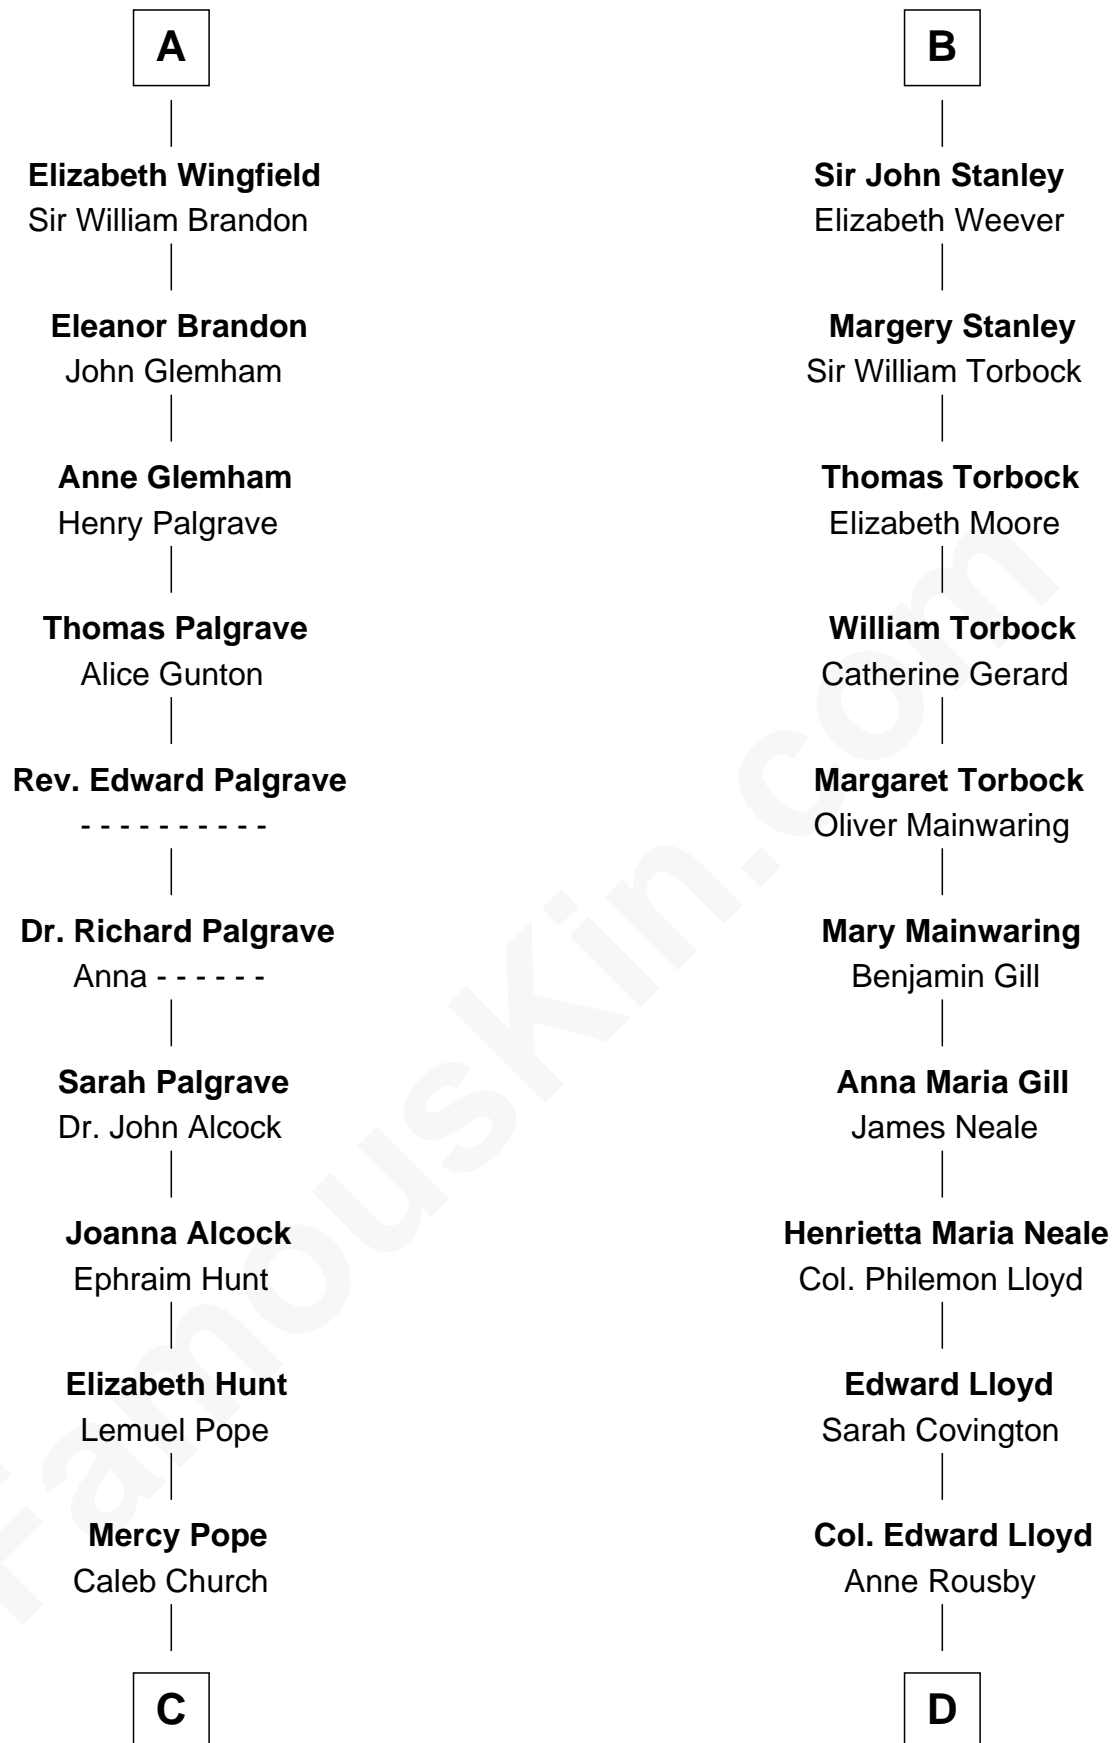 A
Elizabeth Wingfield
Sir William Brandon
Eleanor Brandon
John Glemham
Anne Glemham
Henry Palgrave
Thomas Palgrave
Alice Gunton
Rev. Edward Palgrave
- - - - - - - - - -
Dr. Richard Palgrave
Anna - - - - - -
Sarah Palgrave
Dr. John Alcock
Joanna Alcock
Ephraim Hunt
Elizabeth Hunt
Lemuel Pope
Mercy Pope
Caleb Church
C
B
Sir John Stanley
Elizabeth Weever
Margery Stanley
Sir William Torbock
Thomas Torbock
Elizabeth Moore
William Torbock
Catherine Gerard
Margaret Torbock
Oliver Mainwaring
Mary Mainwaring
Benjamin Gill
Anna Maria Gill
James Neale
Henrietta Maria Neale
Col. Philemon Lloyd
Edward Lloyd
Sarah Covington
Col. Edward Lloyd
Anne Rousby
D
FamousKin.com